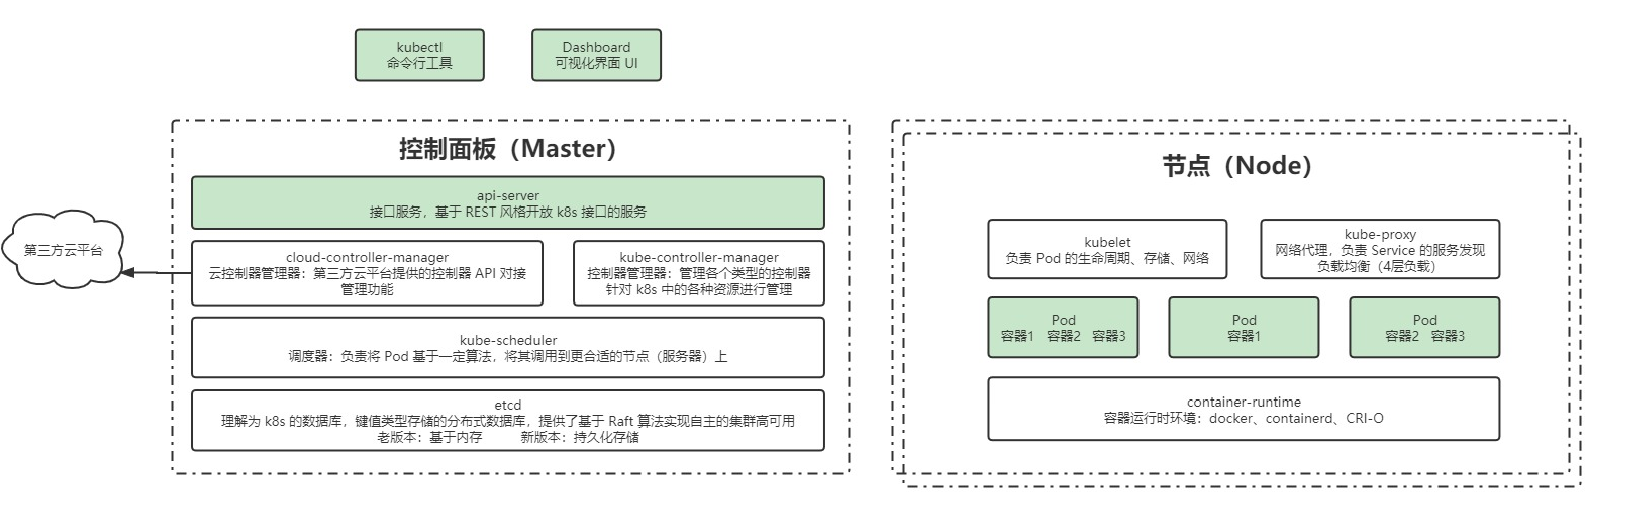 kubectl
命令行工具
Dashboard
可视化界面 UI
控制面板（Master）
api-server
接口服务，基于 REST 风格开放 k8s 接口的服务
第三方云平台
cloud-controller-manager
云控制器管理器：第三方云平台提供的控制器 API 对接
管理功能
kube-controller-manager
控制器管理器：管理各个类型的控制器
针对 k8s 中的各种资源进行管理
kube-scheduler
调度器：负责将 Pod 基于一定算法，将其调用到更合适的节点（服务器）上
etcd
理解为 k8s 的数据库，键值类型存储的分布式数据库，提供了基于 Raft 算法实现自主的集群高可用
老版本：基于内存 新版本：持久化存储
节点（Node）
kubelet
负责 Pod 的生命周期、存储、网络
kube-proxy
网络代理，负责 Service 的服务发现
负载均衡（4层负载）
Pod
容器1 容器2 容器3
Pod
容器1
Pod
容器2 容器3
container-runtime
容器运行时环境：docker、containerd、CRI-O